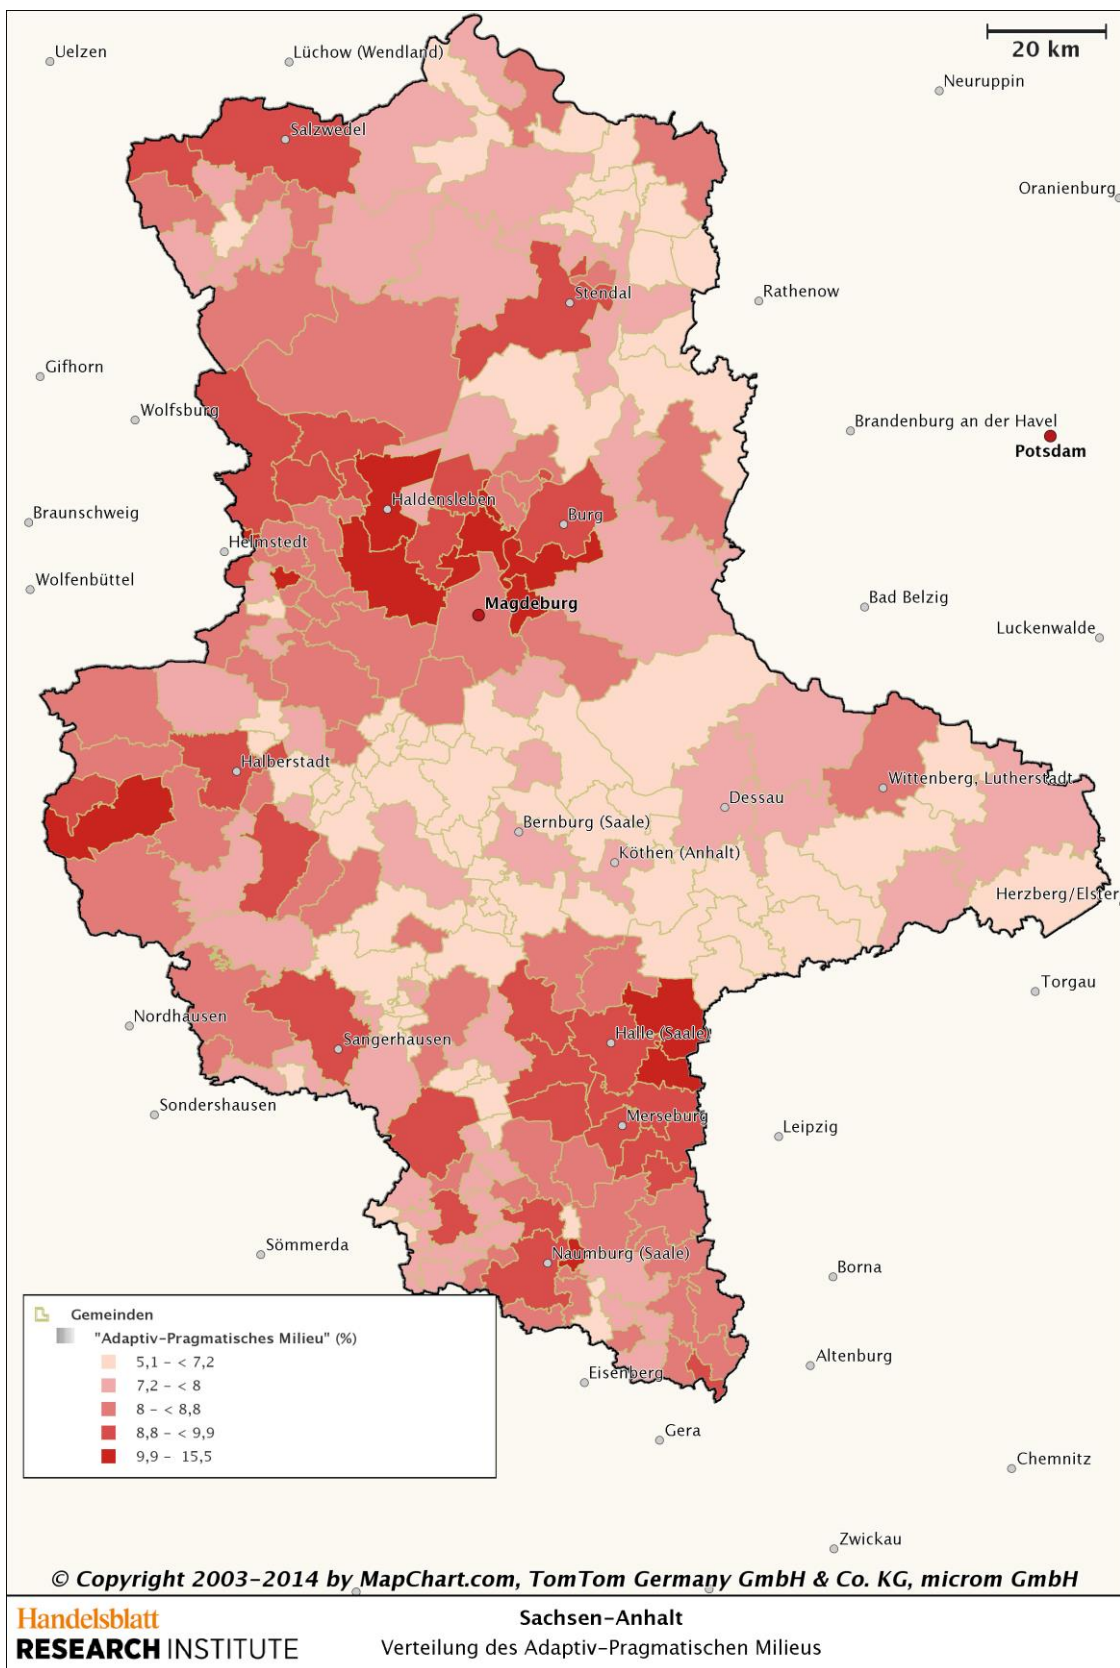 20 km
Uelzen
Lüchow (Wendland)
Neuruppin
Salzwedel
Oranienburg
Stendal
Rathenow
Gifhorn
Wolfsburg
Brandenburg an der Havel
Potsdam
Haldensleben
Braunschweig
Burg
Helmstedt
Wolfenbüttel
Magdeburg
Bad Belzig
Luckenwalde
Halberstadt
Wittenberg, Lutherstadt
Dessau
Bernburg (Saale)
Köthen (Anhalt)
Herzberg/Elster
Torgau
Nordhausen
Halle (Saale)
Sangerhausen
Sondershausen
Merseburg
Leipzig
Sömmerda
Naumburg (Saale)
Borna
Gemeinden
"Adaptiv-Pragmatisches Milieu" (%)
5,1 - < 7,2
7,2 - < 8
8 - < 8,8
8,8 - < 9,9
9,9 - 15,5
Altenburg
Eisenberg
Gera
Chemnitz
Zwickau
© Copyright 2003-2014 by MapChart.com, TomTom Germany GmbH & Co. KG, microm GmbH
Handelsblatt
RESEARCH INSTITUTE
Sachsen-Anhalt
Verteilung des Adaptiv-Pragmatischen Milieus